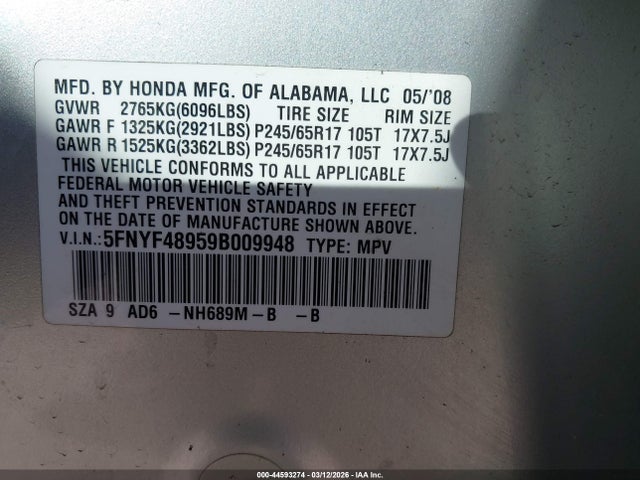 MFD. BY HONDA MFG. OF ALABAMA, LLC 05/'08
GVWR 2765KG(6096LBS) TIRE SIZE RIM SIZE
GAWR F 1325KG(2921LBS) P245/65R17 105T 17X7.5J
GAWR R 1525KG(3362LBS) P245/65R17 105T 17X7.5J
THIS VEHICLE CONFORMS TO ALL APPLICABLE
FEDERAL MOTOR VEHICLE SAFETY
AND THEFT PREVENTION STANDARDS IN EFFECT
ON THE DATE OF MANUFACTURE SHOWN ABOVE.
V.I.N.: 5FNYF48959B009948 TYPE: MPV
SZA 9 AD6 -NH689M-B -B
000-44593274 | 03/12/2026 | IAA Inc.